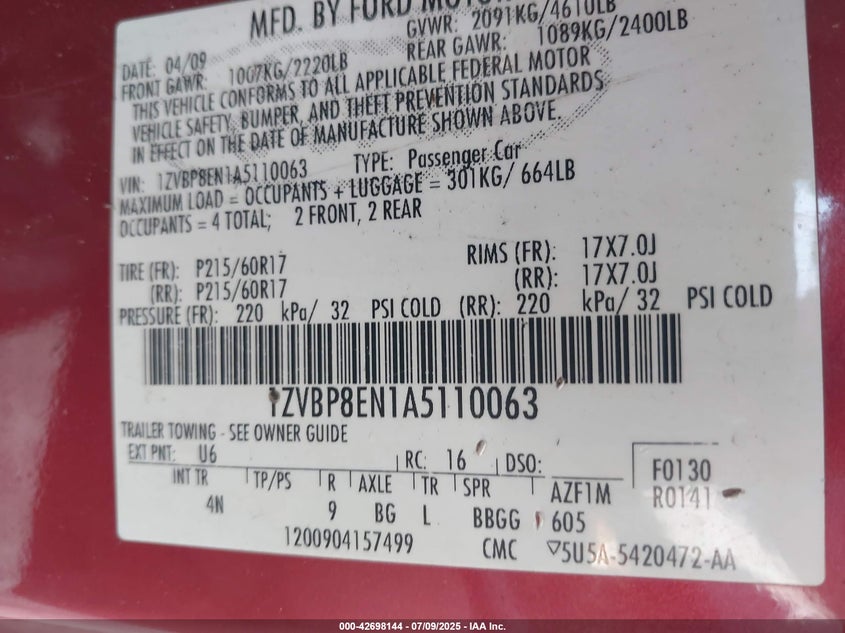 MFD. BY FORD MOTOR
DATE: 04/09 GVWR: 2091KG/4610LB
FRONT GAWR: 1007KG/2220LB REAR GAWR: 1089KG/2400LB
THIS VEHICLE CONFORMS TO ALL APPLICABLE FEDERAL MOTOR
VEHICLE SAFETY, BUMPER, AND THEFT PREVENTION STANDARDS
IN EFFECT ON THE DATE OF MANUFACTURE SHOWN ABOVE.
VIN: 1ZVBP8EN1A5110063 TYPE: Passenger Car
MAXIMUM LOAD = OCCUPANTS + LUGGAGE = 301KG/ 664LB
OCCUPANTS = 4 TOTAL; 2 FRONT, 2 REAR
TIRE (FR): P215/60R17 RIMS (FR): 17X7.0J
(RR): P215/60R17 (RR): 17X7.0J
PRESSURE (FR): 220 kPa/ 32 PSI COLD (RR): 220 kPa/ 32 PSI COLD
1ZVBP8EN1A5110063
TRAILER TOWING - SEE OWNER GUIDE
EXT PNT: U6 RC: 16 DSO: F0130
INT TR TP/PS R AXLE TR SPR AZF1M R0141
4N 9 BG L BBGG 605
1200904157499 CMC ▽5U5A-5420472-AA
000-42698144 / 07/09/2025 - IAA Inc.